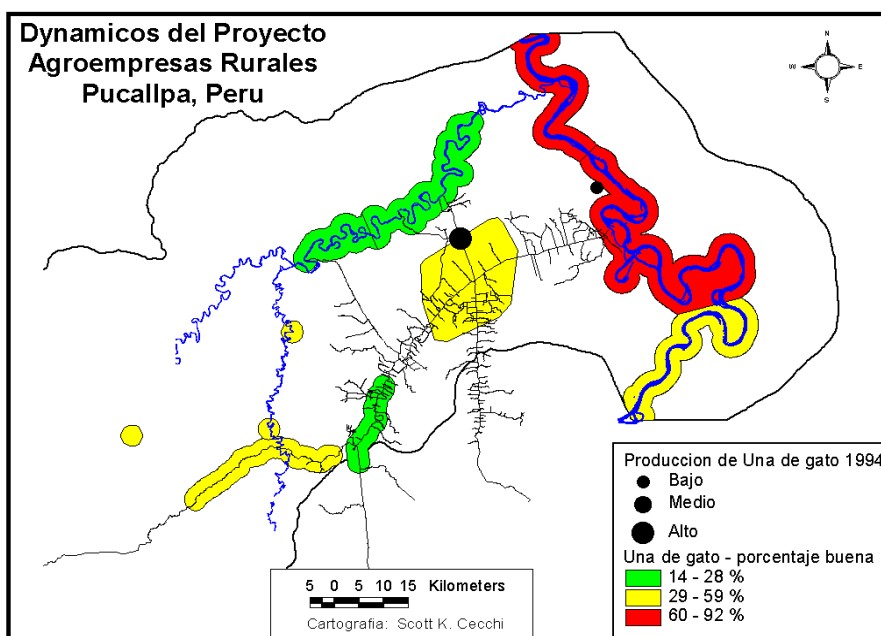 Dynamicos del Proyecto
Agroempresas Rurales
Pucallpa, Peru
N
W E
S
Produccion de Una de gato 1994
Bajo
Medio
Alto
Una de gato - porcentaje buena
14 - 28 %
29 - 59 %
60 - 92 %
5 0 5 10 15 Kilometers
Cartografia: Scott K. Cecchi